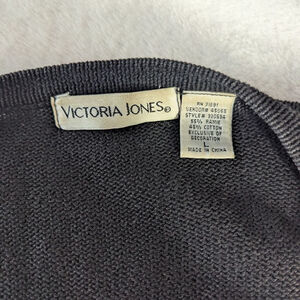 VICTORIA JONES®
55% RAMIE
45% COTTON
EXCLUSIVE OF
DECORATION
L
MADE IN CHINA